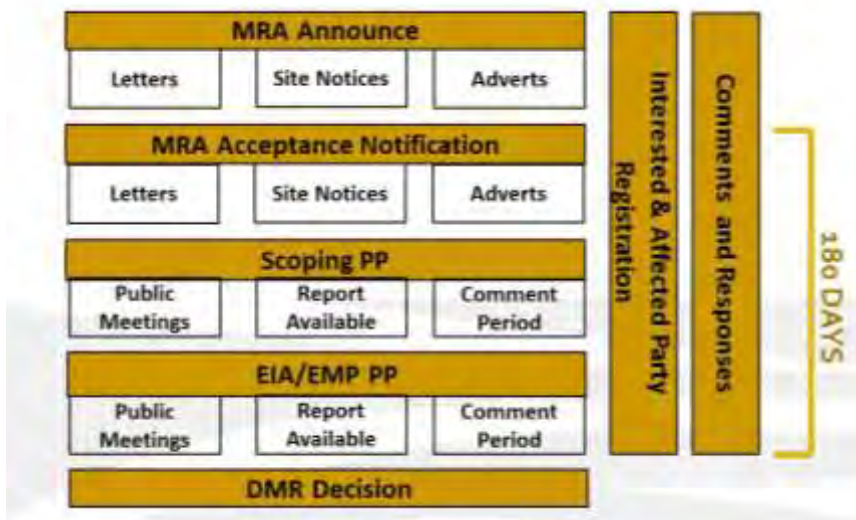 MRA Announce
Letters
Site Notices
Adverts
MRA Acceptance Notification
Letters
Site Notices
Adverts
Scoping PP
Public
Meetings
Report
Available
Comment
Period
EIA/EMP PP
Public
Meetings
Report
Available
Comment
Period
DMR Decision
Interested & Affected Party
Registration
Comments and Responses
180 DAYS